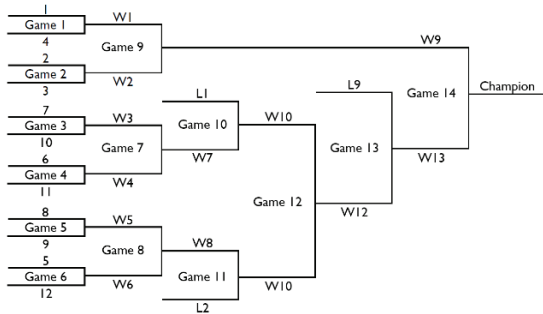 1
Game 1
4
2
Game 2
3
7
Game 3
10
6
Game 4
11
8
Game 5
9
5
Game 6
12
W1
Game 9
W2
W3
Game 7
W4
W5
Game 8
W6
L1
Game 10
W7
W8
Game 11
L2
W10
Game 12
W10
L9
Game 13
W12
W9
Game 14
W13
Champion